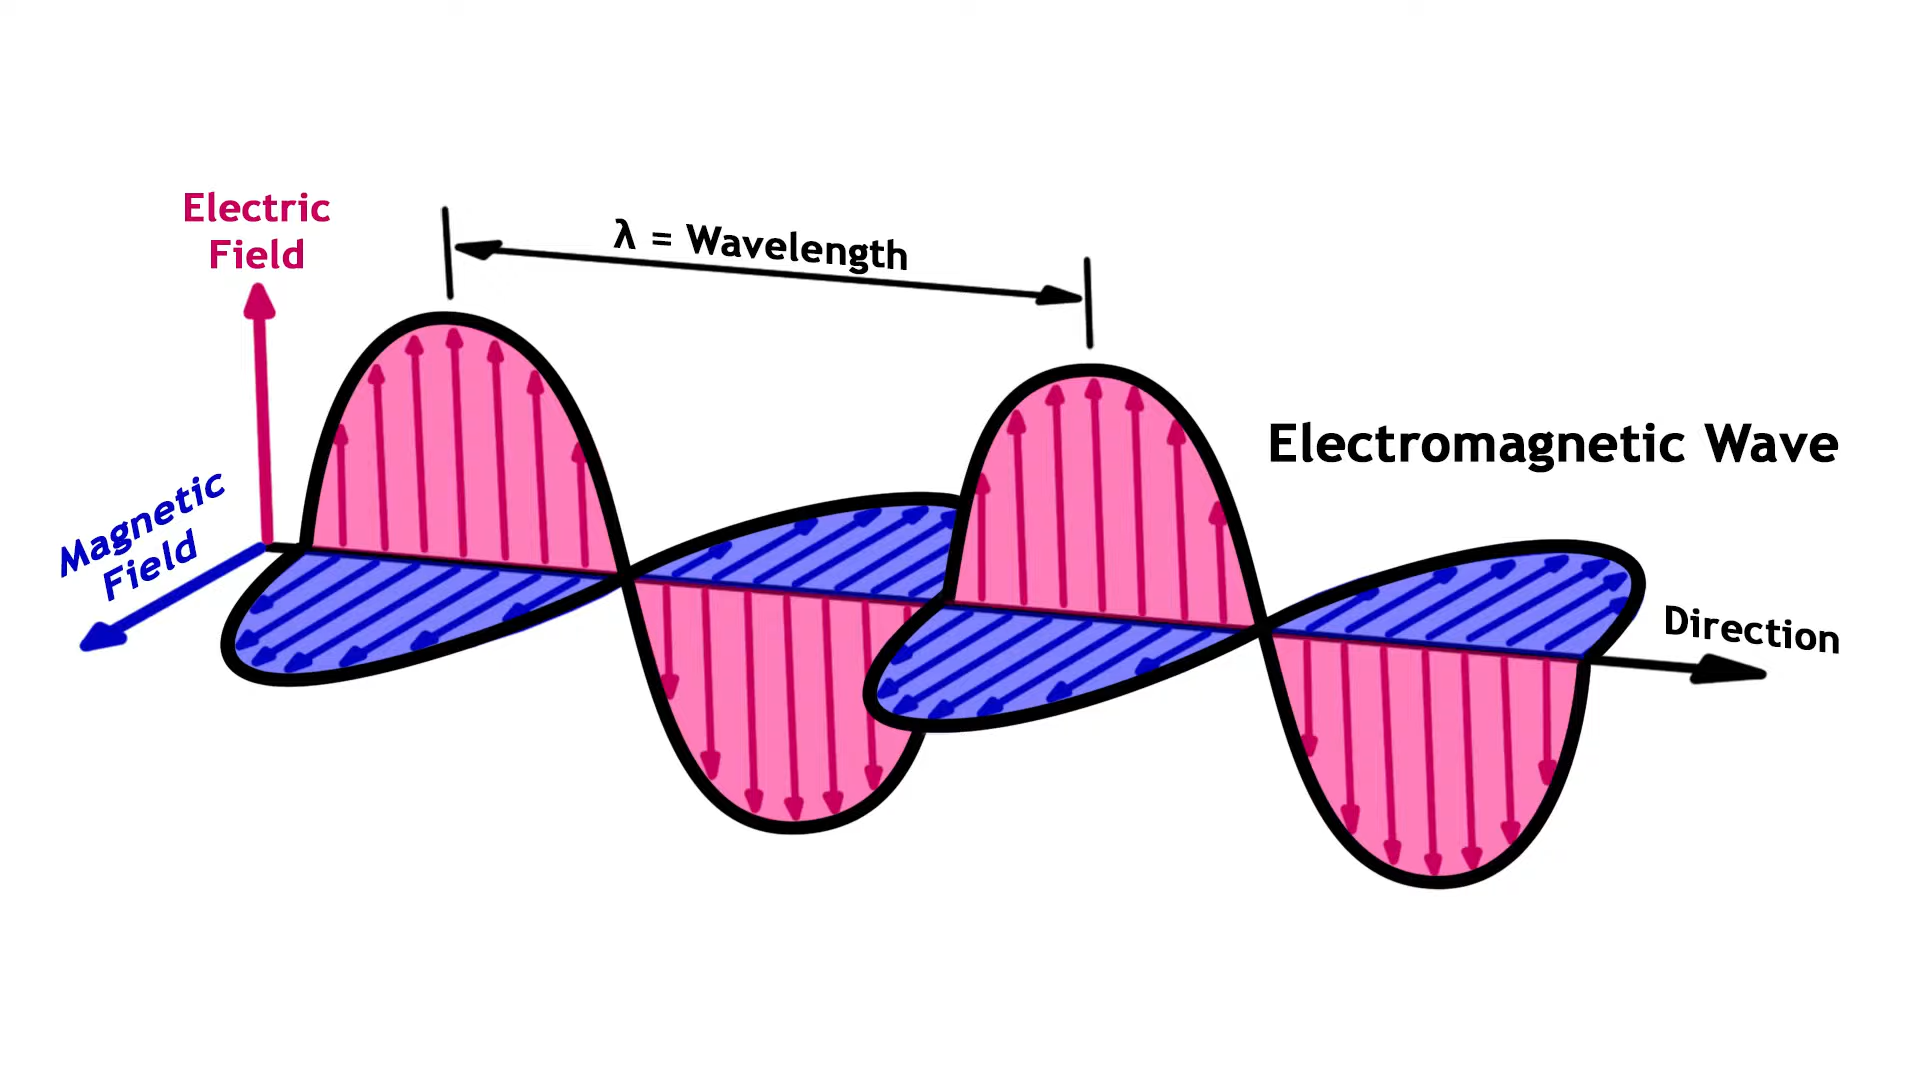 Electric
Field
λ = Wavelength
Electromagnetic Wave
Magnetic
Field
Direction